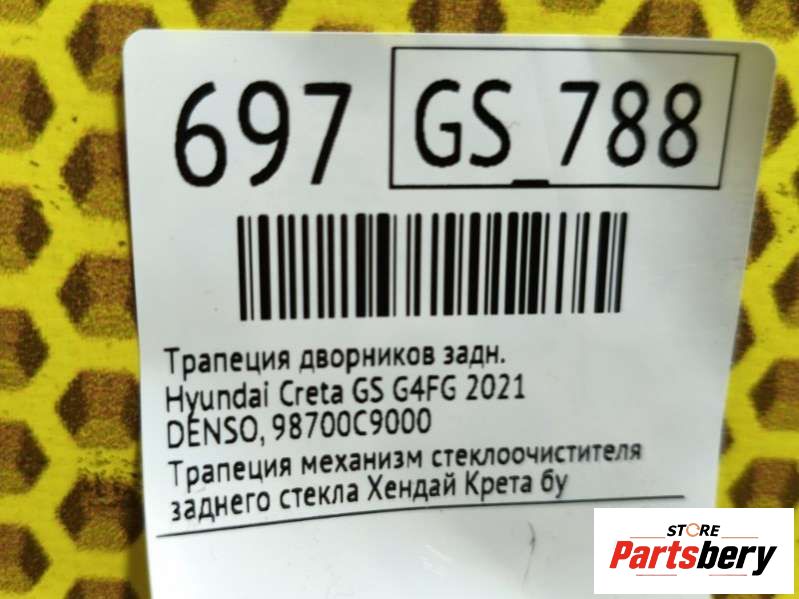 697 GS_788
Трапеция дворников задн.
Hyundai Creta GS G4FG 2021
DENSO, 98700C9000
Трапеция механизм стеклоочистителя
заднего стекла Хендай Крета бу
STORE
Partsbery